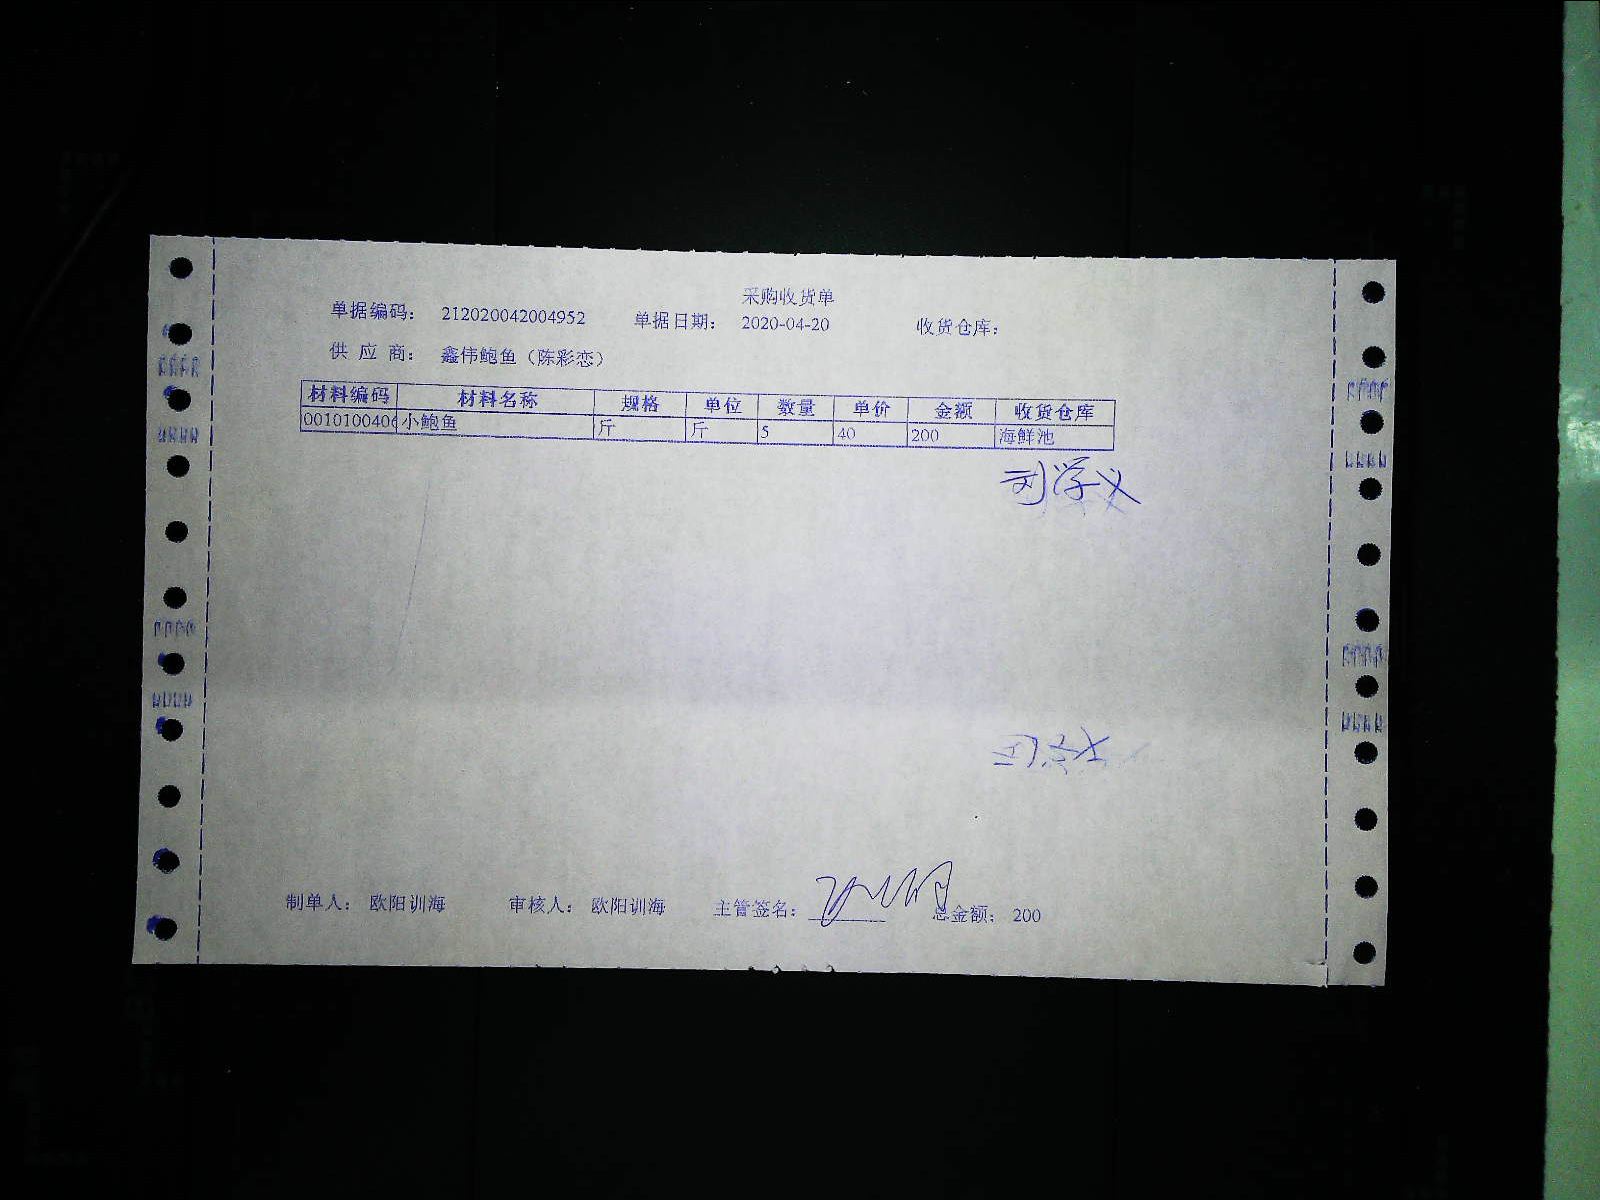 采购收货单
单据编码： 212020042004952 单据日期： 2020-04-20 收货仓库：
供 应 商： 鑫伟鲍鱼（陈彩恋）
材料编码 材料名称 规格 单位 数量 单价 金额 收货仓库
0010100406 小鲍鱼 斤 斤 5 40 200 海鲜池
刘学义
制单人： 欧阳训海 审核人： 欧阳训海 主管签名： 总金额： 200